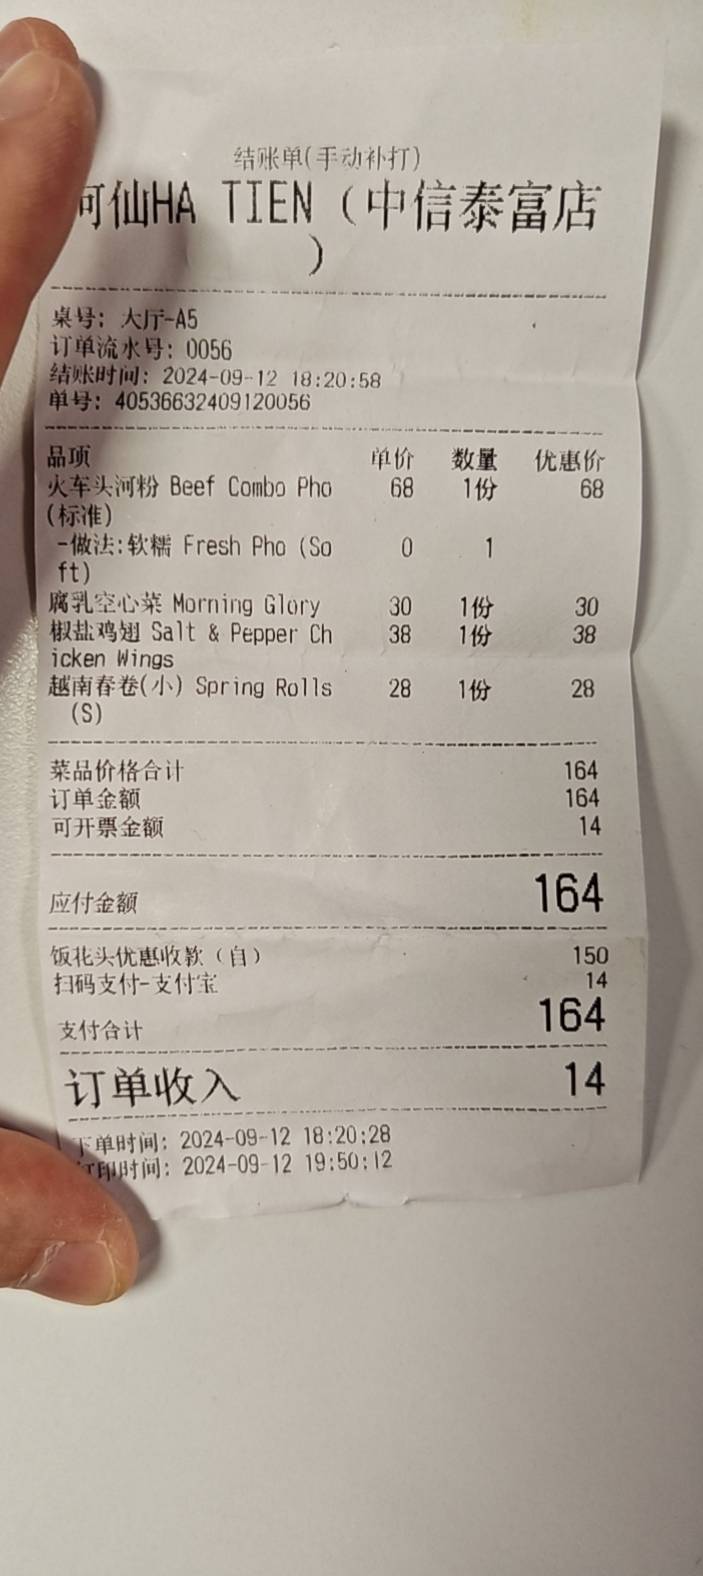 结账单(手动补打)
河仙HA TIEN（中信泰富店
）
桌号: 大厅-A5
订单流水号: 0056
结账时间: 2024-09-12 18:20:58
单号: 40536632409120056
品项 单价 数量 优惠价
火车头河粉 Beef Combo Pho 68 1份 68
(标准)
-做法:软糯 Fresh Pho (So 0 1
ft)
腐乳空心菜 Morning Glory 30 1份 30
椒盐鸡翅 Salt & Pepper Ch 38 1份 38
icken Wings
越南春卷(小) Spring Rolls 28 1份 28
(S)
菜品价格合计 164
订单金额 164
可开票金额 14
应付金额 164
饭花头优惠收款（自） 150
扫码支付-支付宝 14
支付合计 164
订单收入 14
下单时间: 2024-09-12 18:20:28
打印时间: 2024-09-12 19:50:12